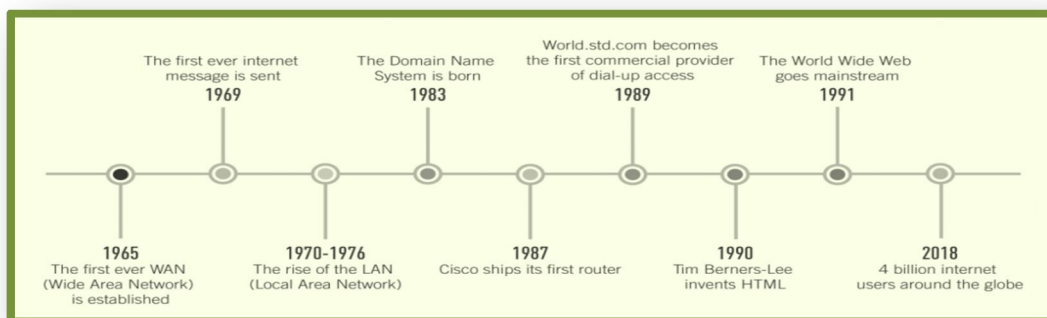 The first ever internet
message is sent
1969
The Domain Name
System is born
1983
World.std.com becomes
the first commercial provider
of dial-up access
1989
The World Wide Web
goes mainstream
1991
1965
The first ever WAN
(Wide Area Network)
is established
1970-1976
The rise of the LAN
(Local Area Network)
1987
Cisco ships its first router
1990
Tim Berners-Lee
invents HTML
2018
4 billion internet
users around the globe